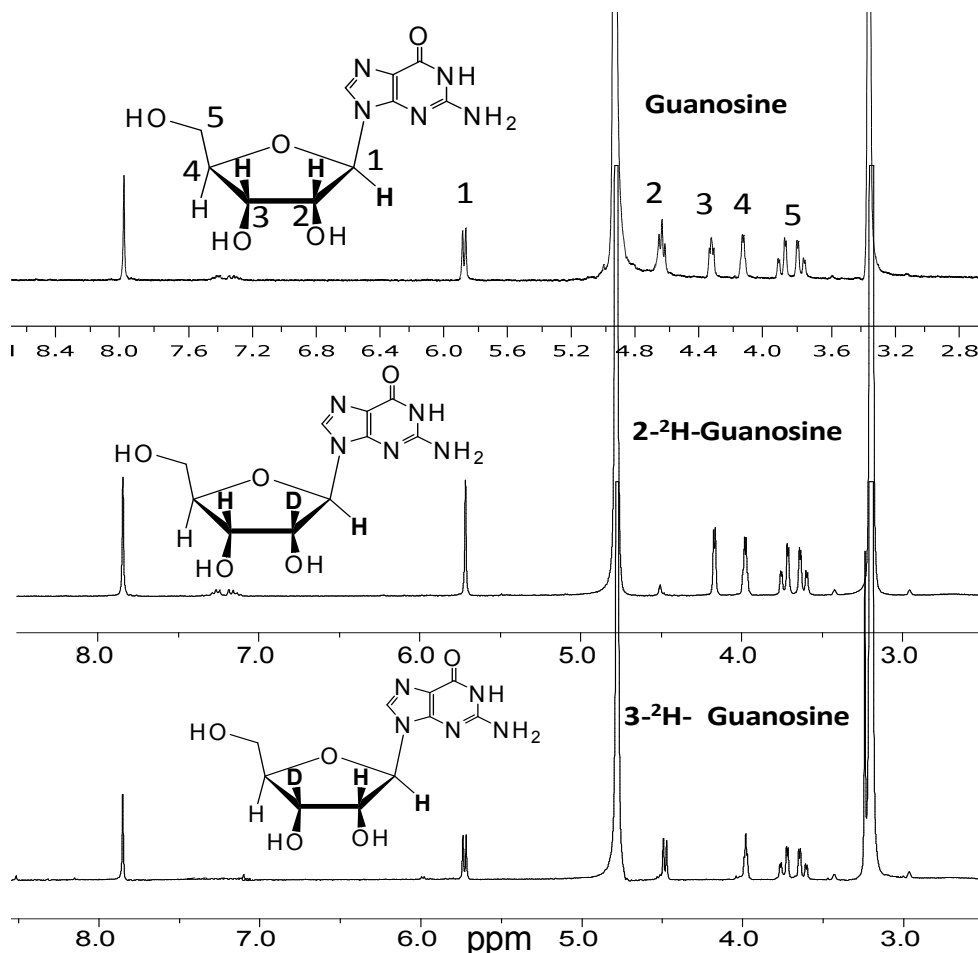 O
N
NH
N
N
NH2
HO
5
O
4
H
H
1
H
H
3
2
HO
OH
Guanosine
1
2
3
4
5
8.4
8.0
7.6
7.2
6.8
6.4
6.0
5.6
5.2
4.8
4.4
4.0
3.6
3.2
2.8
O
N
NH
N
N
NH2
HO
O
H
D
H
H
HO
OH
2-²H-Guanosine
8.0
7.0
6.0
5.0
4.0
3.0
O
N
NH
N
N
NH2
HO
O
D
H
H
H
HO
OH
3-²H- Guanosine
8.0
7.0
6.0
ppm
5.0
4.0
3.0